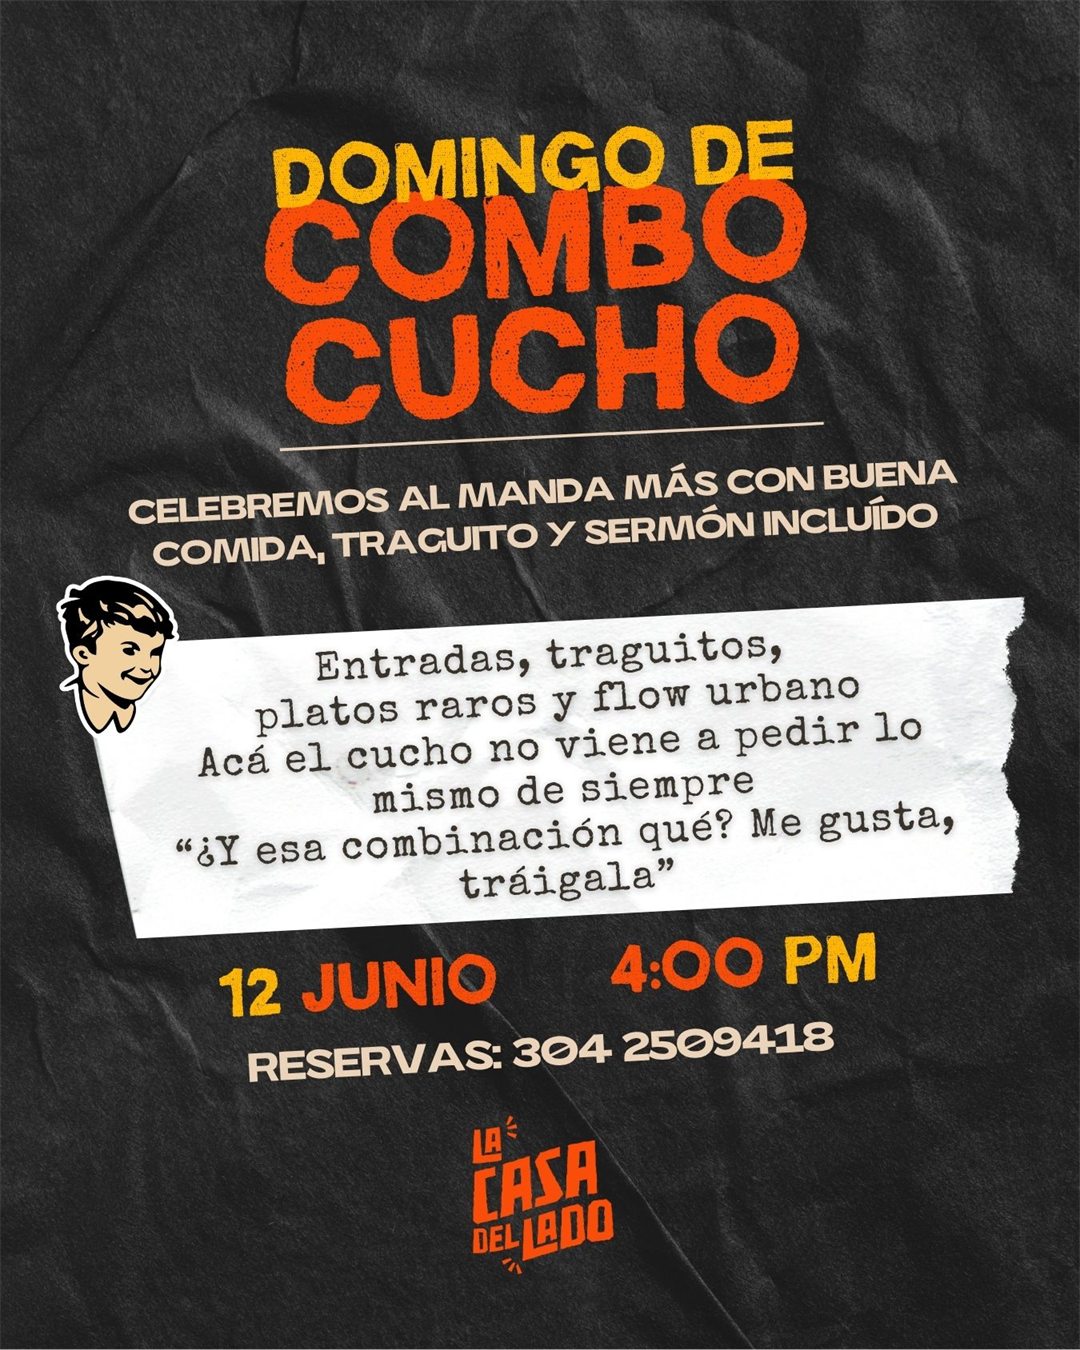 DOMINGO DE
COMBO
CUCHO
CELEBREMOS AL MANDA MÁS CON BUENA
COMIDA, TRAGUITO Y SERMÓN INCLUÍDO
Entradas, traguitos,
platos raros y flow urbano
Acá el cucho no viene a pedir lo
mismo de siempre
“¿Y esa combinación qué? Me gusta,
tráigala”
12 JUNIO 4:00 PM
RESERVAS: 304 2509418
LA
CASA
DEL LADO